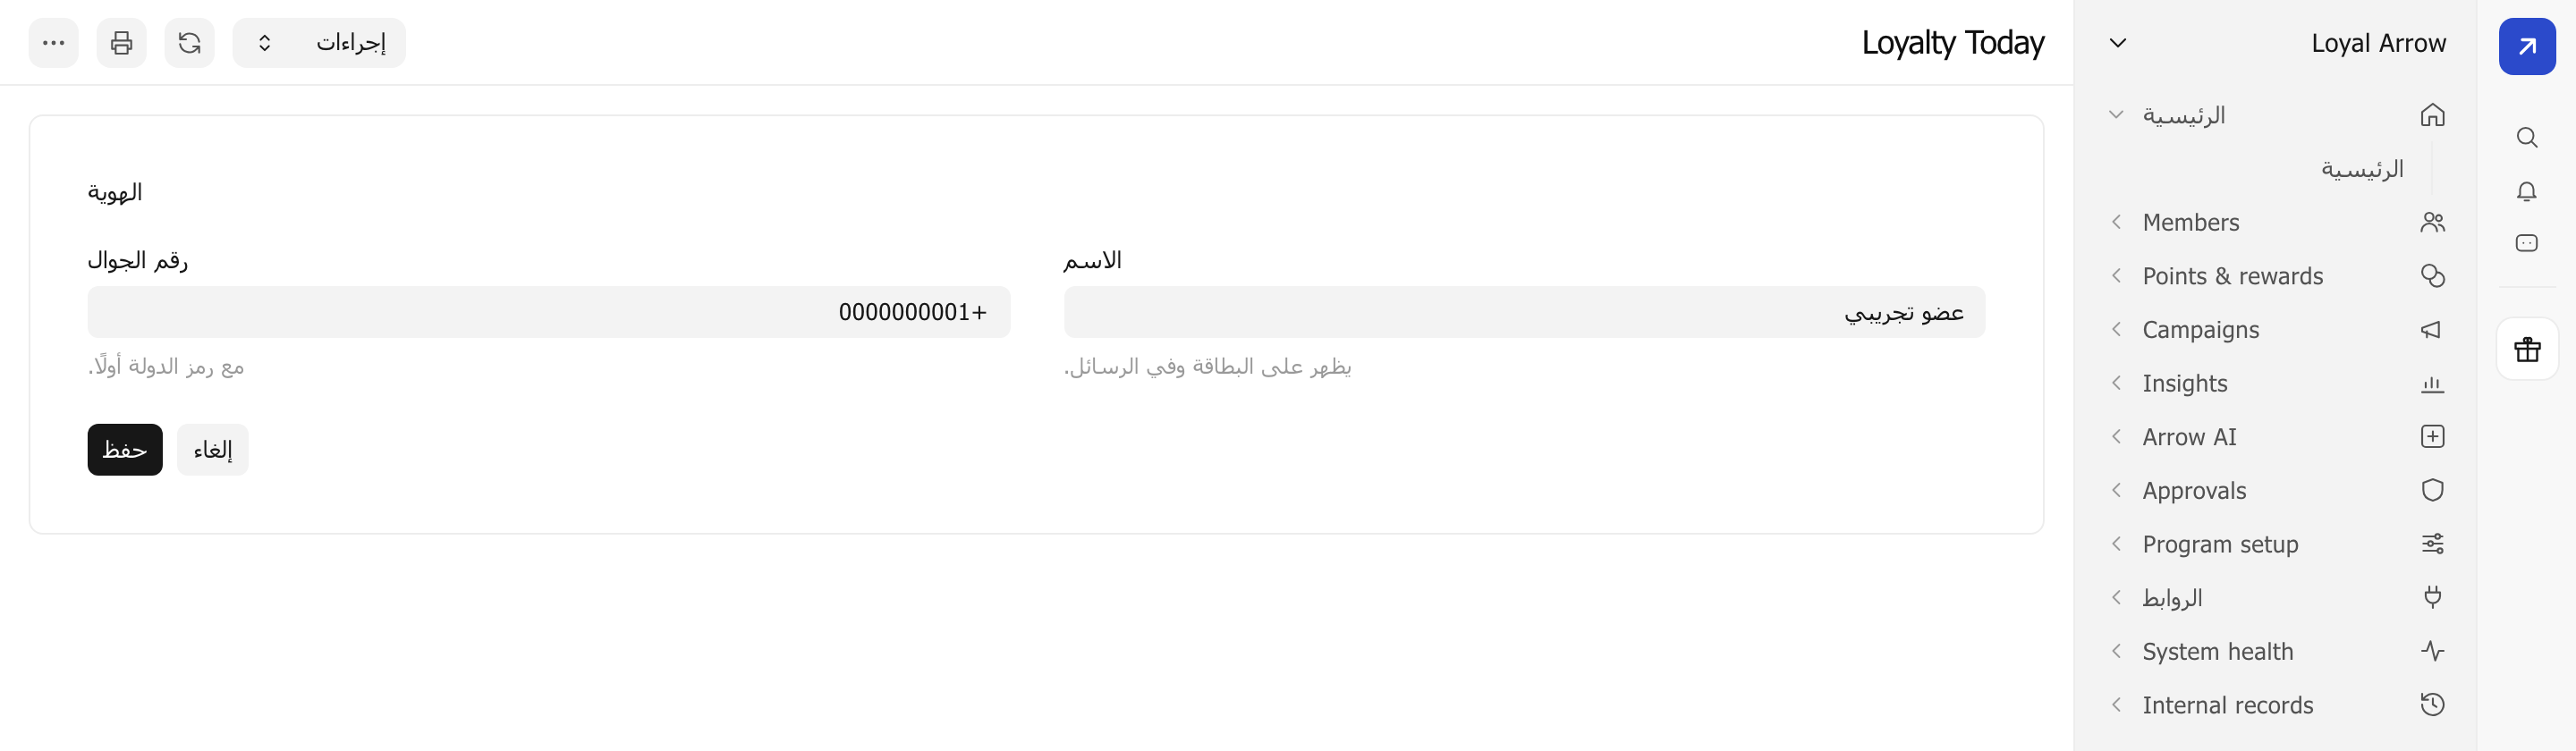 Loyal Arrow
الرئيسية
الرئيسية
Members
Points & rewards
Campaigns
Insights
Arrow AI
Approvals
Program setup
الروابط
System health
Internal records
Loyalty Today
إجراءات
الهوية
الاسم
عضو تجريبي
يظهر على البطاقة وفي الرسائل.
رقم الجوال
0000000001+
مع رمز الدولة أولًا.
إلغاء
حفظ